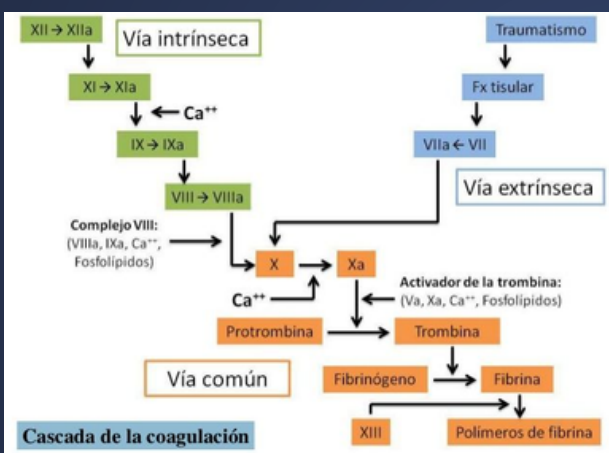 XII → XIIa
Vía intrínseca
XI → XIa
Ca⁺⁺
IX → IXa
VIII → VIIIa
Complejo VIII:
(VIIIa, IXa, Ca⁺⁺,
Fosfolípidos)
Traumatismo
Fx tisular
VIIa ← VII
Vía extrínseca
X
Xa
Ca⁺⁺
Activador de la trombina:
(Va, Xa, Ca⁺⁺, Fosfolípidos)
Protrombina
Trombina
Vía común
Fibrinógeno
Fibrina
XIII
Polímeros de fibrina
Cascada de la coagulación